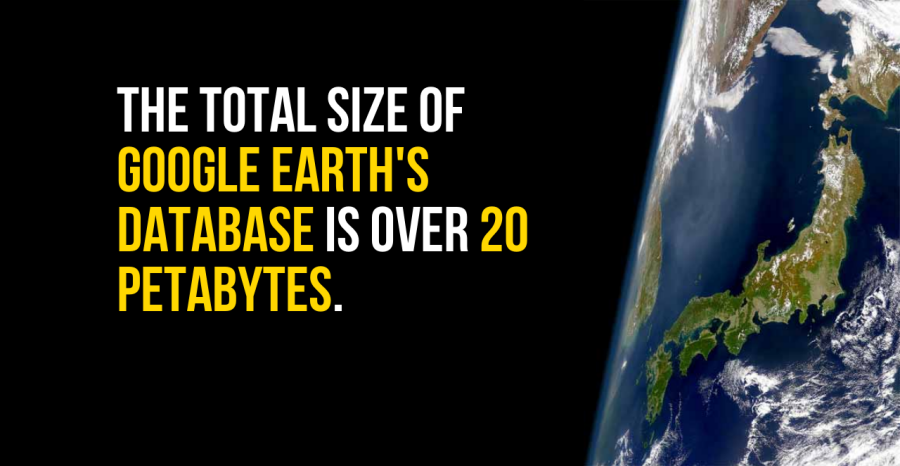 THE TOTAL SIZE OF
GOOGLE EARTH'S
DATABASE IS OVER 20
PETABYTES.